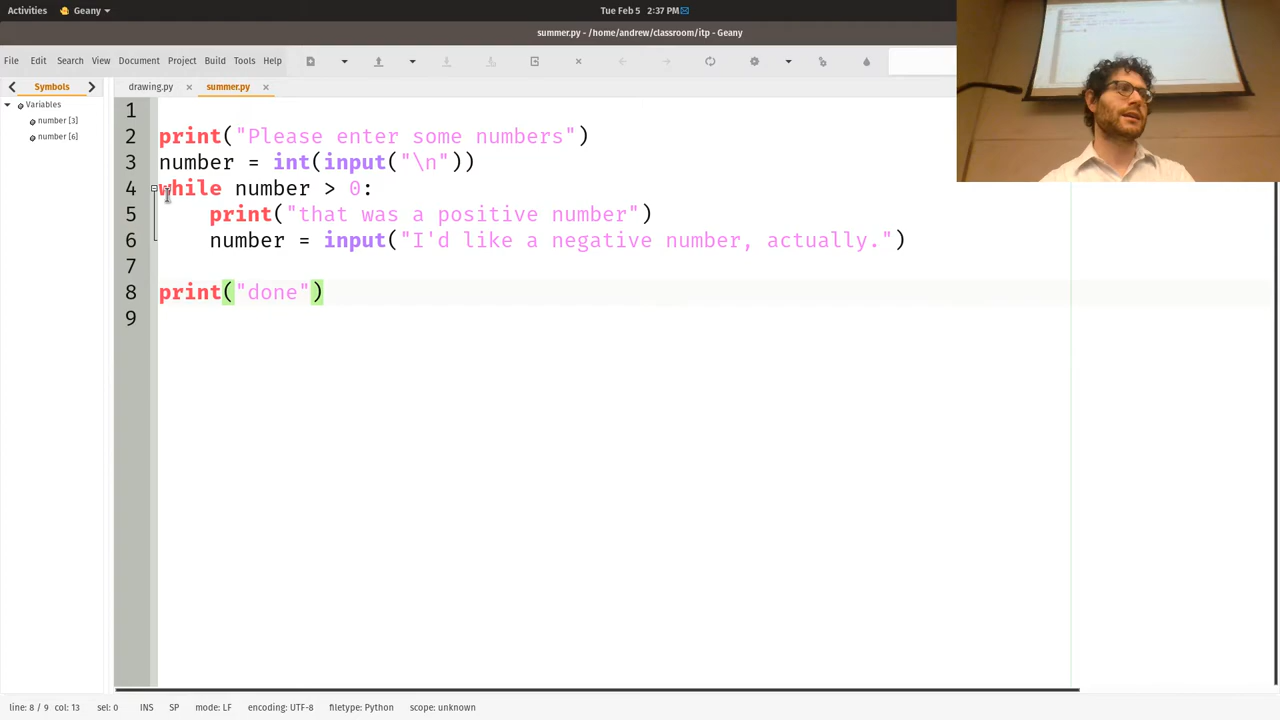 Activities Geany Tue Feb 5 2:37 PM
summer.py - /home/andrew/classroom/itp - Geany
File Edit Search View Document Project Build Tools Help
Symbols drawing.py × summer.py ×
Variables
number [3]
number [6]
1
2 print("Please enter some numbers")
3 number = int(input("\n"))
4 while number > 0:
5 print("that was a positive number")
6 number = input("I'd like a negative number, actually.")
7
8 print("done")
9
line: 8 / 9 col: 13 sel: 0 INS SP mode: LF encoding: UTF-8 filetype: Python scope: unknown